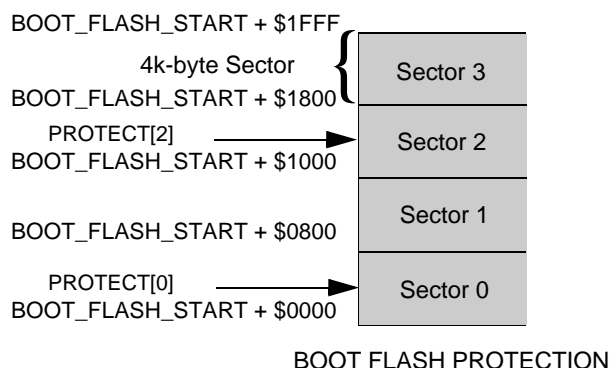 BOOT_FLASH_START + $1FFF
4k-byte Sector
Sector 3
BOOT_FLASH_START + $1800
PROTECT[2]
Sector 2
BOOT_FLASH_START + $1000
Sector 1
BOOT_FLASH_START + $0800
PROTECT[0]
Sector 0
BOOT_FLASH_START + $0000
BOOT FLASH PROTECTION